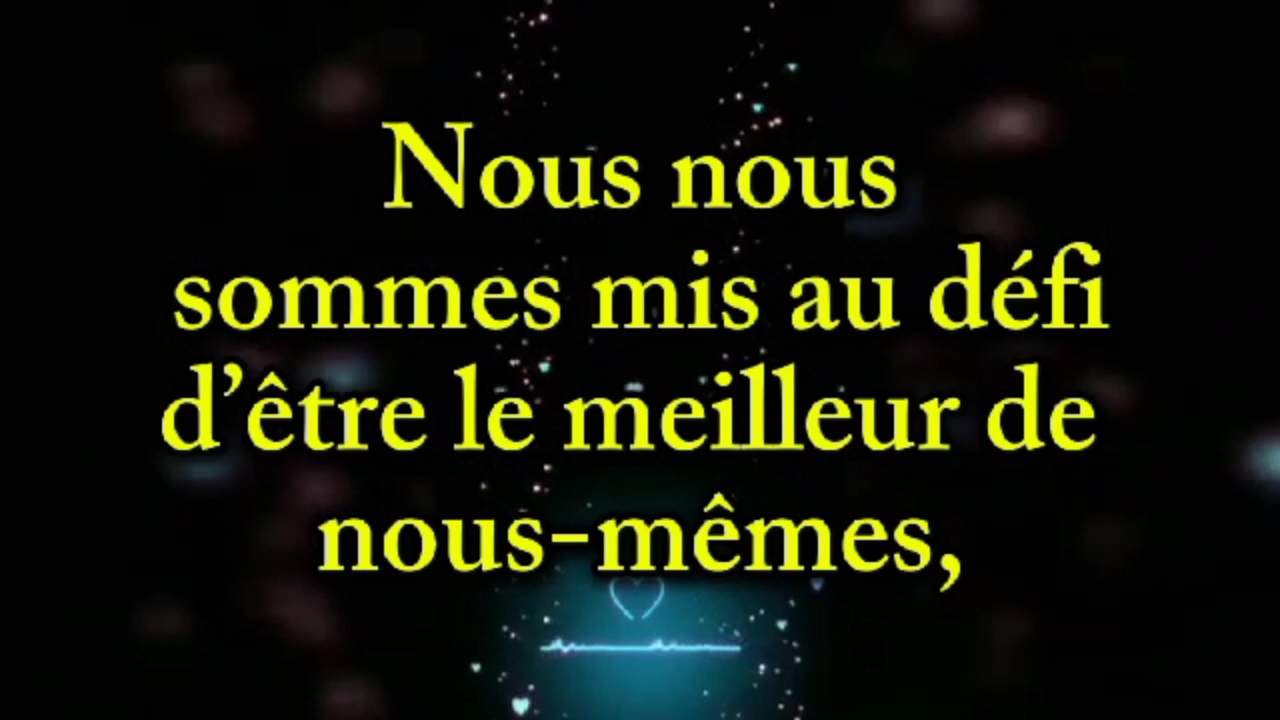 Nous nous
sommes mis au défi
d’être le meilleur de
nous-mêmes,